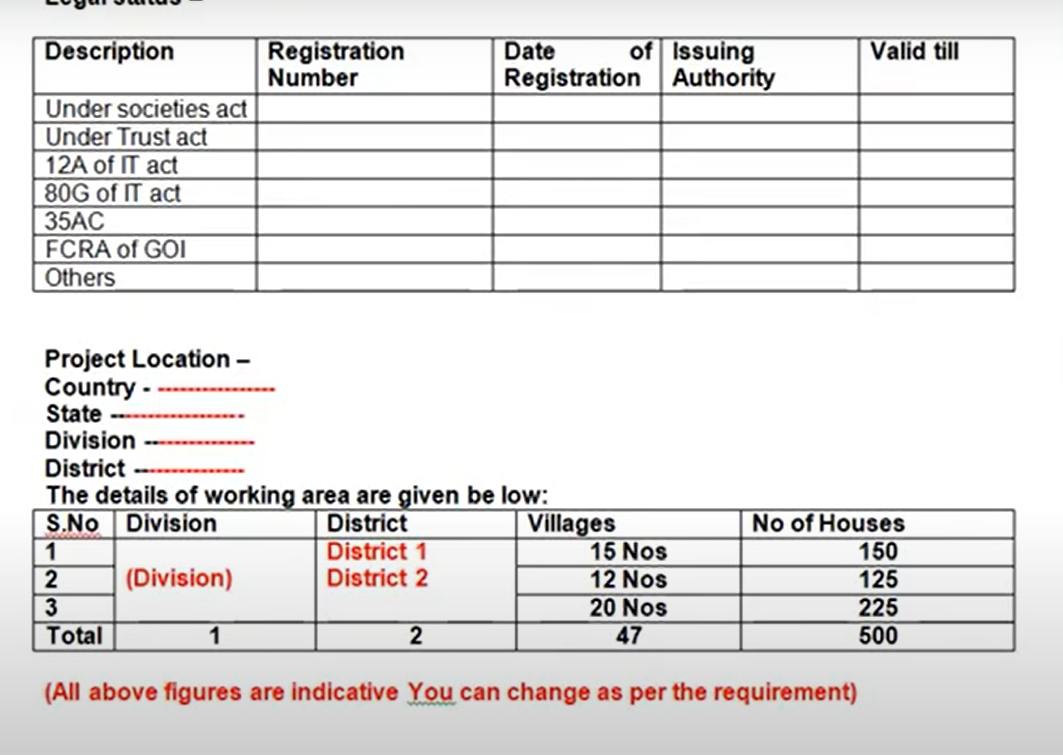 Legal status –
Description Registration Number Date of Registration Issuing Authority Valid till
Under societies act
Under Trust act
12A of IT act
80G of IT act
35AC
FCRA of GOI
Others
Project Location –
Country - -----------------
State -------------------
Division ----------------
District ----------------
The details of working area are given be low:
S.No Division District Villages No of Houses
1 District 1 15 Nos 150
2 (Division) District 2 12 Nos 125
3 20 Nos 225
Total 1 2 47 500
(All above figures are indicative You can change as per the requirement)